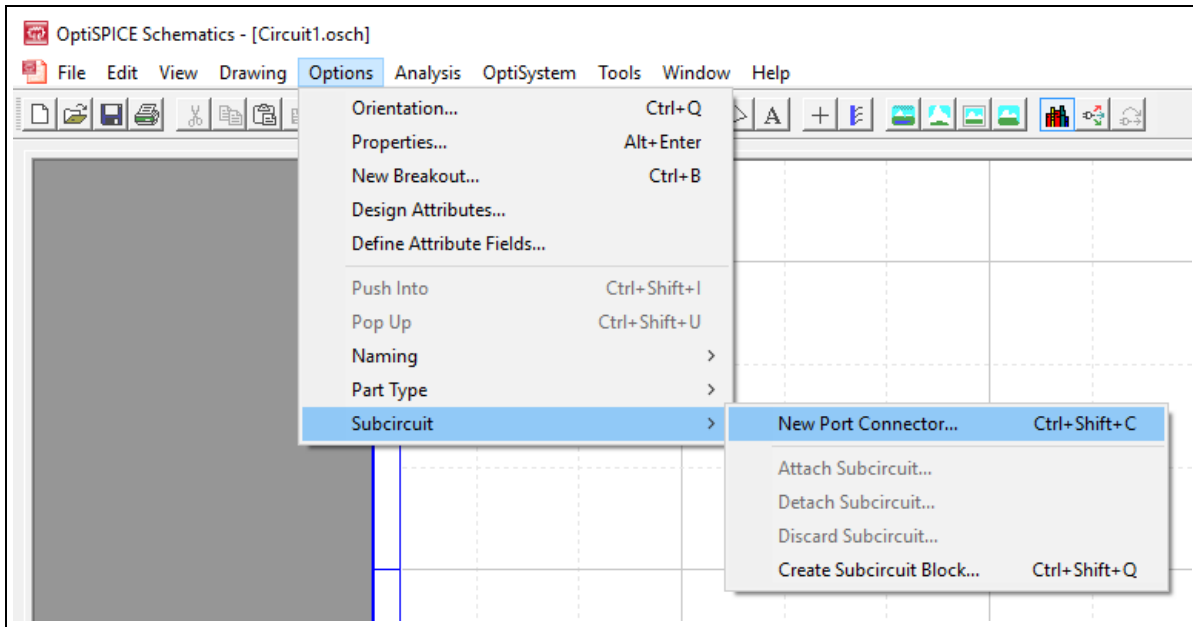 OptiSPICE Schematics - [Circuit1.osch]
File Edit View Drawing Options Analysis OptiSystem Tools Window Help
A
Orientation... Ctrl+Q
Properties... Alt+Enter
New Breakout... Ctrl+B
Design Attributes...
Define Attribute Fields...
Push Into Ctrl+Shift+I
Pop Up Ctrl+Shift+U
Naming >
Part Type >
Subcircuit >
New Port Connector... Ctrl+Shift+C
Attach Subcircuit...
Detach Subcircuit...
Discard Subcircuit...
Create Subcircuit Block... Ctrl+Shift+Q